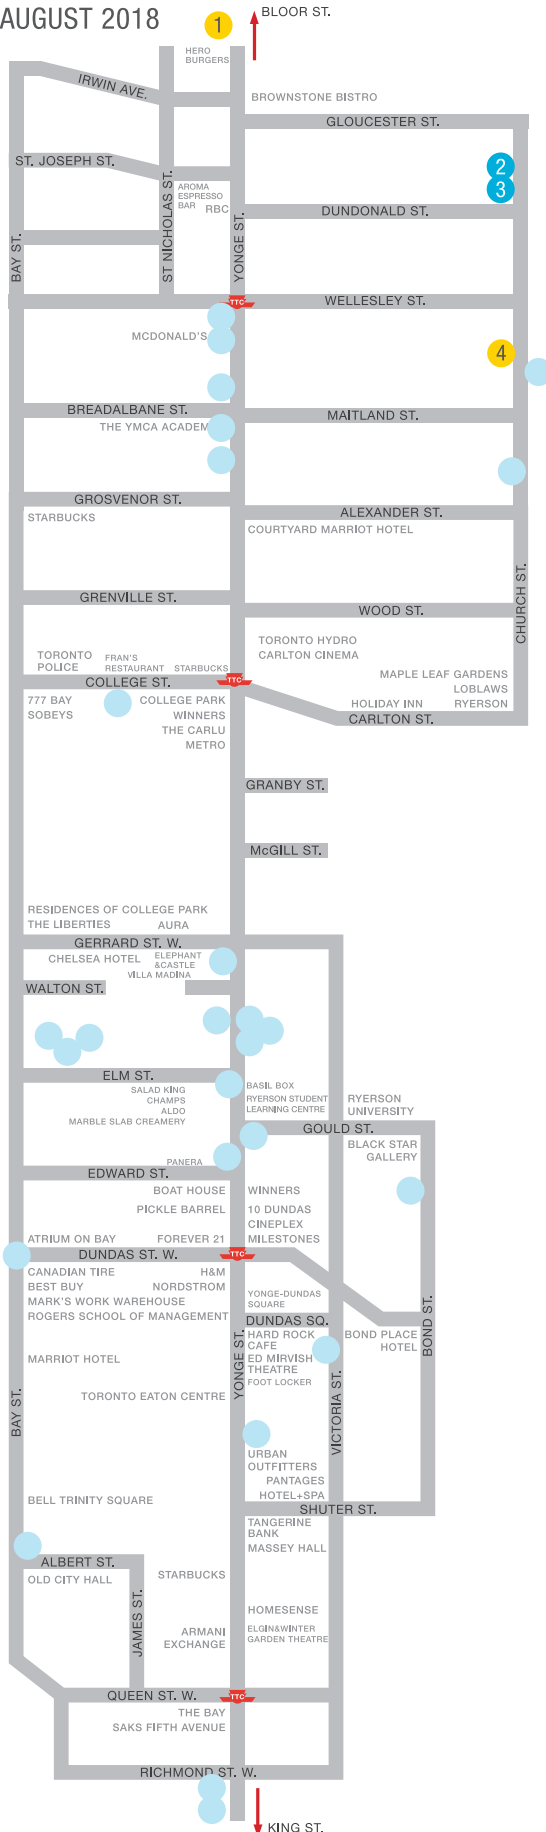 AUGUST 2018
1
BLOOR ST.
HERO
BURGERS
IRWIN AVE.
BROWNSTONE BISTRO
GLOUCESTER ST.
ST. JOSEPH ST.
2
3
AROMA
ESPRESSO
BAR
RBC
ST NICHOLAS ST.
YONGE ST.
BAY ST.
DUNDONALD ST.
TTC
WELLESLEY ST.
MCDONALD'S
4
BREADALBANE ST.
MAITLAND ST.
THE YMCA ACADEM
GROSVENOR ST.
STARBUCKS
ALEXANDER ST.
COURTYARD MARRIOT HOTEL
GRENVILLE ST.
WOOD ST.
CHURCH ST.
TORONTO HYDRO
CARLTON CINEMA
TORONTO
POLICE
FRAN'S
RESTAURANT
STARBUCKS
COLLEGE ST.
TTC
MAPLE LEAF GARDENS
LOBLAWS
RYERSON
HOLIDAY INN
CARLTON ST.
777 BAY
SOBEYS
COLLEGE PARK
WINNERS
THE CARLU
METRO
GRANBY ST.
McGILL ST.
RESIDENCES OF COLLEGE PARK
THE LIBERTIES
AURA
GERRARD ST. W.
CHELSEA HOTEL
ELEPHANT
&CASTLE
VILLA MADINA
WALTON ST.
ELM ST.
SALAD KING
CHAMPS
ALDO
MARBLE SLAB CREAMERY
BASIL BOX
RYERSON STUDENT
LEARNING CENTRE
RYERSON
UNIVERSITY
GOULD ST.
BLACK STAR
GALLERY
PANERA
EDWARD ST.
BOAT HOUSE
WINNERS
PICKLE BARREL
10 DUNDAS
CINEPLEX
MILESTONES
ATRIUM ON BAY
FOREVER 21
DUNDAS ST. W.
TTC
CANADIAN TIRE
H&M
BEST BUY
NORDSTROM
MARK'S WORK WAREHOUSE
ROGERS SCHOOL OF MANAGEMENT
YONGE-DUNDAS
SQUARE
DUNDAS SQ.
HARD ROCK
CAFE
ED MIRVISH
THEATRE
FOOT LOCKER
BOND PLACE
HOTEL
BOND ST.
YONGE ST.
VICTORIA ST.
BAY ST.
MARRIOT HOTEL
TORONTO EATON CENTRE
URBAN
OUTFITTERS
PANTAGES
HOTEL+SPA
BELL TRINITY SQUARE
SHUTER ST.
TANGERINE
BANK
MASSEY HALL
ALBERT ST.
OLD CITY HALL
STARBUCKS
JAMES ST.
HOMESENSE
ARMANI
EXCHANGE
ELGIN&WINTER
GARDEN THEATRE
QUEEN ST. W.
TTC
THE BAY
SAKS FIFTH AVENUE
RICHMOND ST. W.
KING ST.